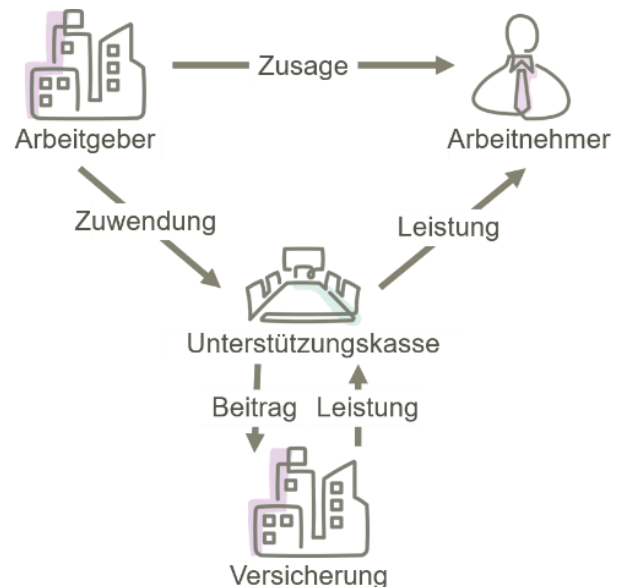 Zusage
Arbeitgeber
Arbeitnehmer
Zuwendung
Leistung
Unterstützungskasse
Beitrag
Leistung
Versicherung